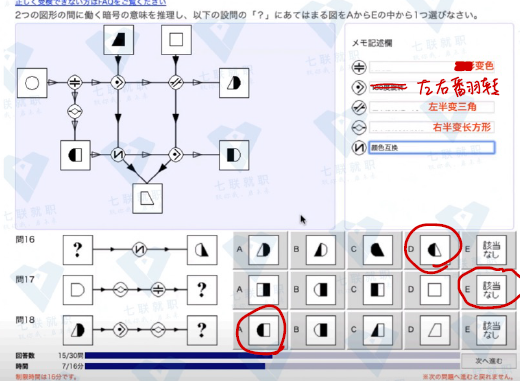 正しく受検できない方はFAQをご覧ください
2つの図形の間に働く暗号の意味を推理し、以下の設問の「？」にあてはまる図をAからEの中から1つ選びなさい。
メモ記述欄
变色
左右番羽转
左半变三角
右半变长方形
颜色互换
問16
?
A
B
C
D
E
該当なし
問17
?
A
B
C
D
E
該当なし
問18
?
A
B
C
D
E
該当なし
回答数 15/30問
時間 7/16分
次へ進む
制限時間は16分です。
※次の問題へ進むと戻れません。
七联就职